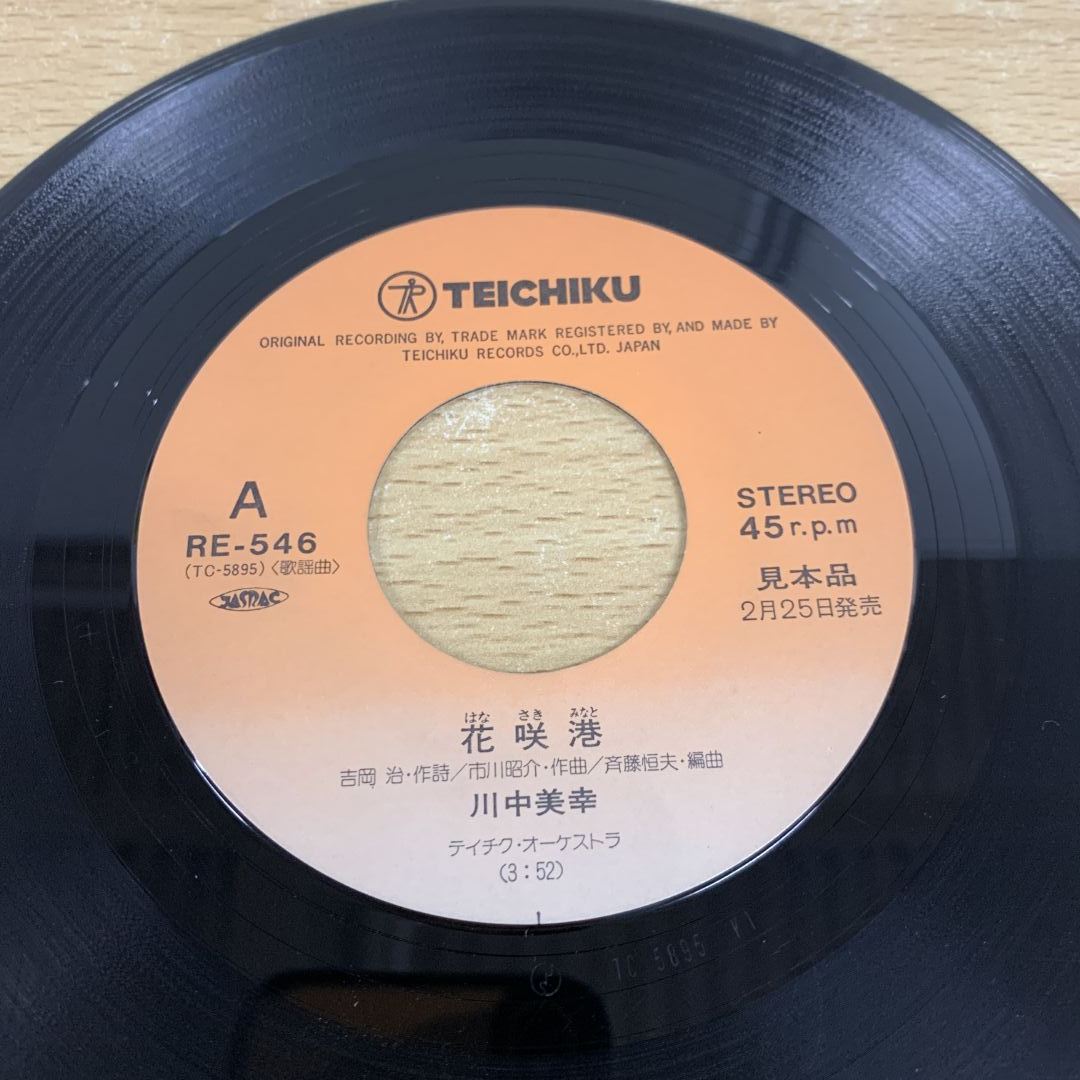 TEICHIKU
ORIGINAL RECORDING BY, TRADE MARK REGISTERED BY, AND MADE BY
TEICHIKU RECORDS CO.,LTD. JAPAN
A
RE-546
(TC-5895)〈歌謡曲〉
JASRAC
STEREO
45 r.p.m
見本品
2月25日発売
はな さき みなと
花咲港
吉岡 治・作詩／市川昭介・作曲／斉藤恒夫・編曲
川中美幸
テイチク・オーケストラ
(3:52)
TC 5895